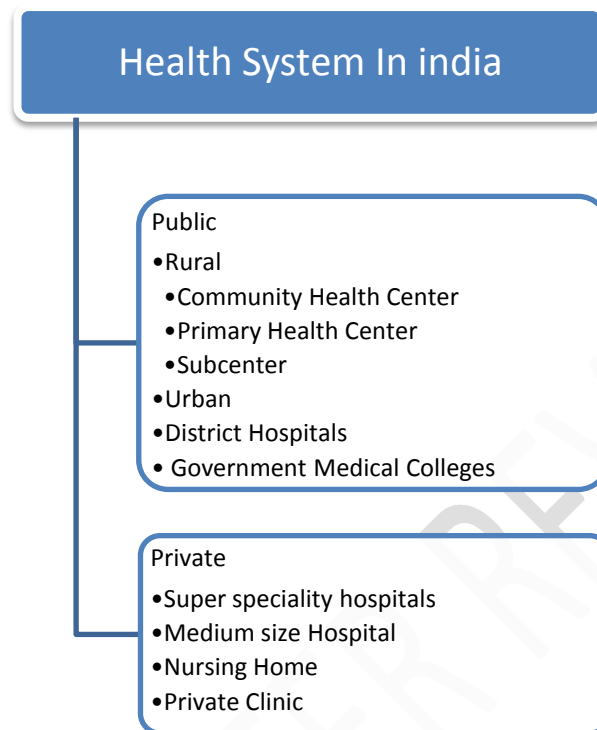 Health System In india
Public
•Rural
•Community Health Center
•Primary Health Center
•Subcenter
•Urban
•District Hospitals
• Government Medical Colleges
Private
•Super speciality hospitals
•Medium size Hospital
•Nursing Home
•Private Clinic